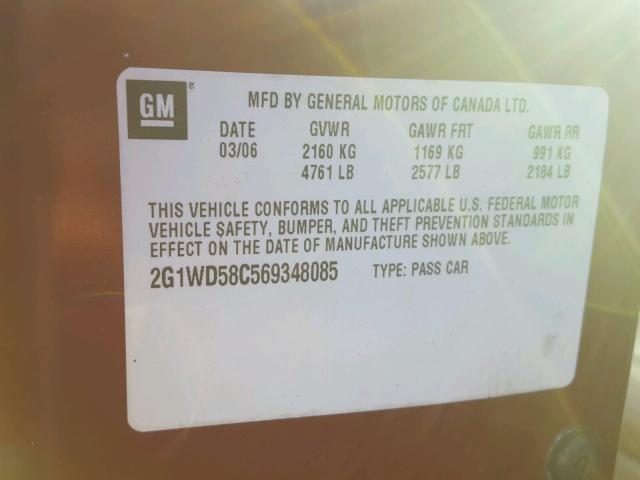 GM ® MFD BY GENERAL MOTORS OF CANADA LTD.
DATE GVWR GAWR FRT GAWR RR
03/06 2160 KG 1169 KG 991 KG
4761 LB 2577 LB 2184 LB
THIS VEHICLE CONFORMS TO ALL APPLICABLE U.S. FEDERAL MOTOR
VEHICLE SAFETY, BUMPER, AND THEFT PREVENTION STANDARDS IN
EFFECT ON THE DATE OF MANUFACTURE SHOWN ABOVE.
2G1WD58C569348085 TYPE: PASS CAR